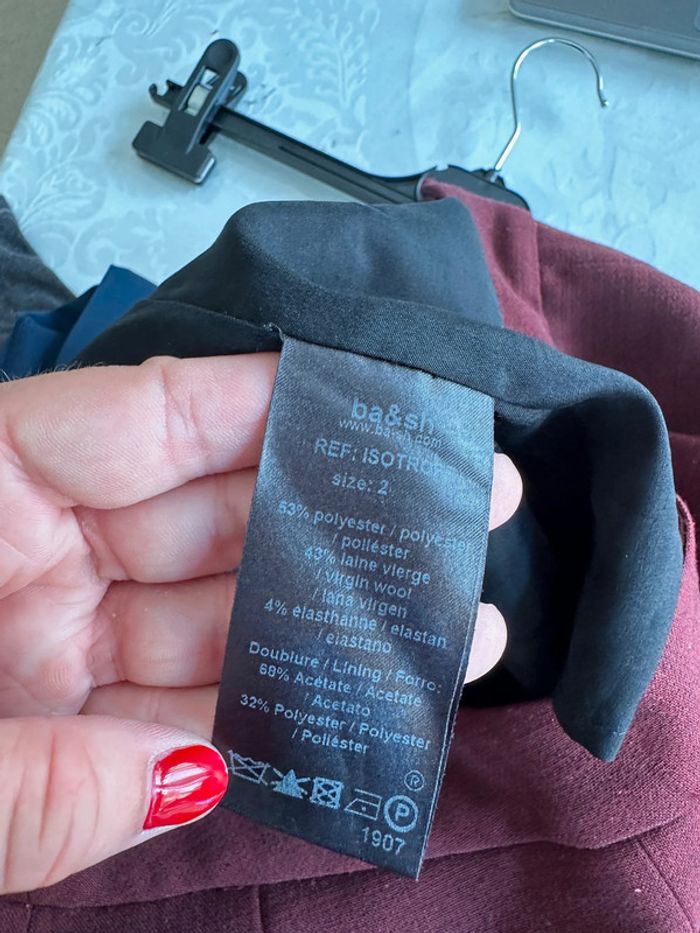 ba&sh
www.ba-sh.com
REF: ISOTRO
size: 2
53% polyester / polyeste
/ poliéster
43% laine vierge
/ virgin wool
/ lana virgen
4% élasthanne / elastan
/ elastano
Doublure / Lining / Forro:
68% Acétate / Acetate
/ Acetato
32% Polyester / Polyester
/ Poliéster
®
P
1907